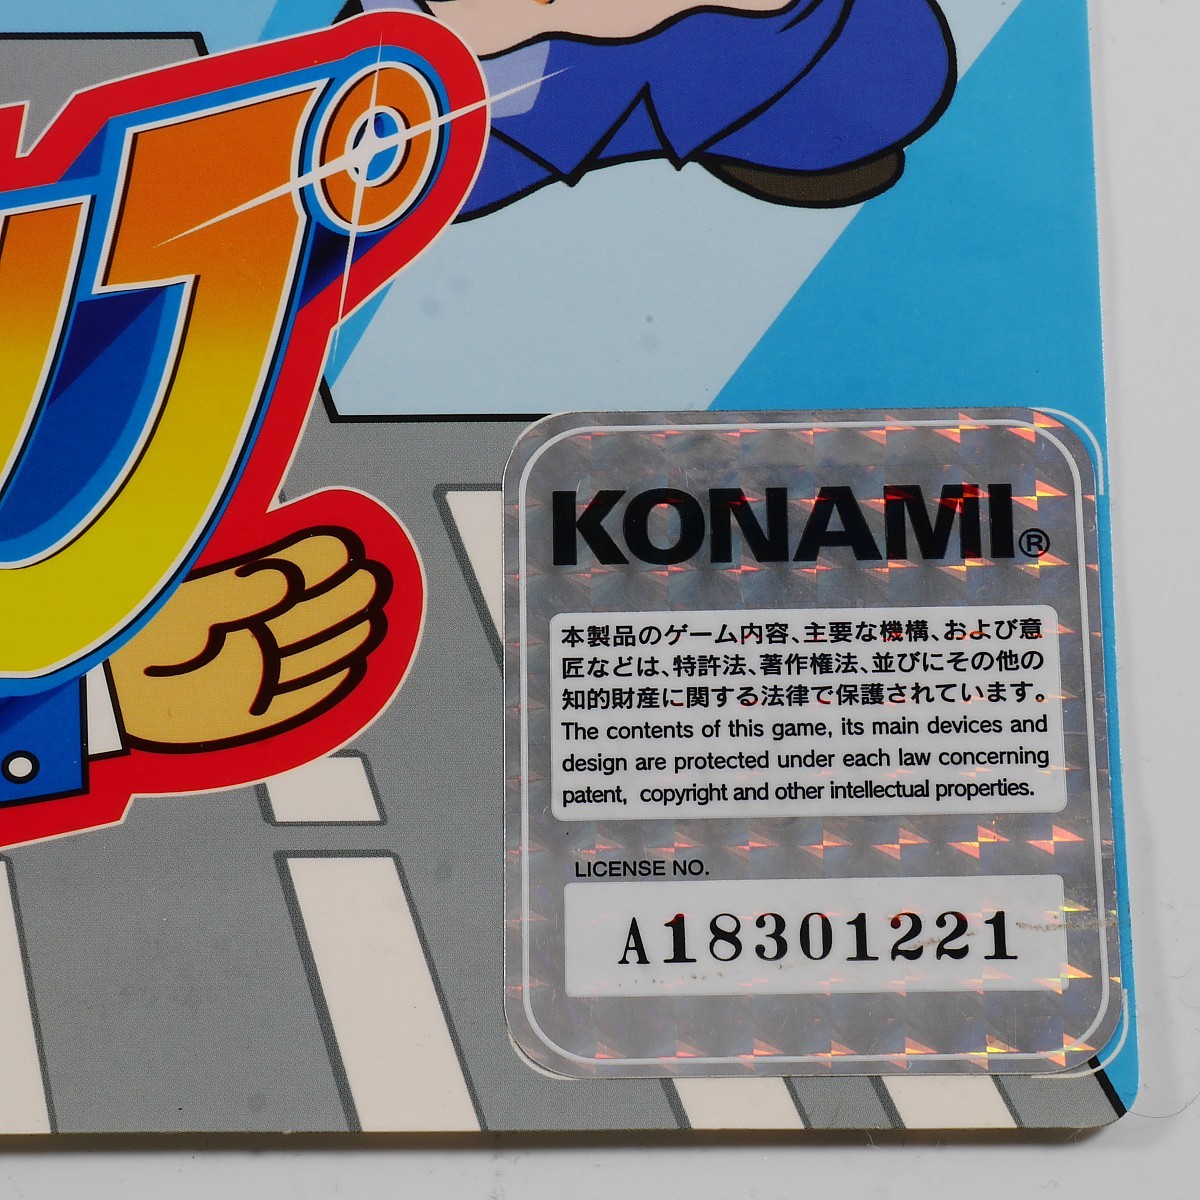 プ
KONAMI®
本製品のゲーム内容、主要な機構、および意
匠などは、特許法、著作権法、並びにその他の
知的財産に関する法律で保護されています。
The contents of this game, its main devices and
design are protected under each law concerning
patent, copyright and other intellectual properties.
LICENSE NO.
A18301221